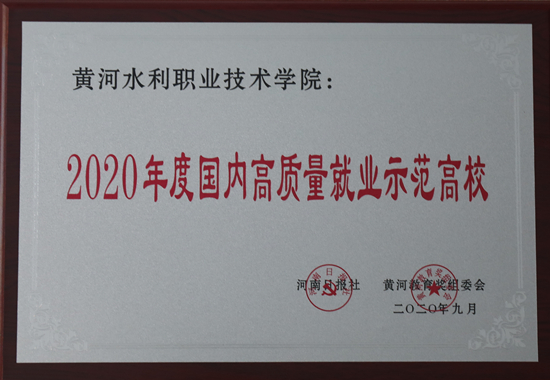 黄河水利职业技术学院：
2020年度国内高质量就业示范高校
河南日报社 黄河教育奖组委会
二〇二〇年九月